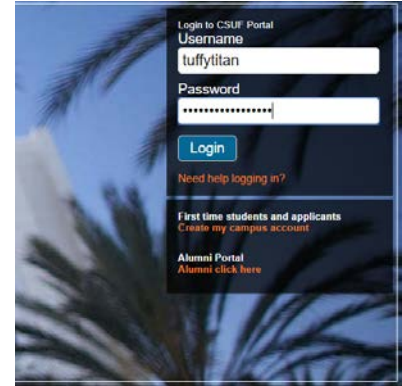 Login to CSUF Portal
Username
tuffytitan
Password
•••••••••••••••••
Login
Need help logging in?
First time students and applicants
Create my campus account
Alumni Portal
Alumni click here